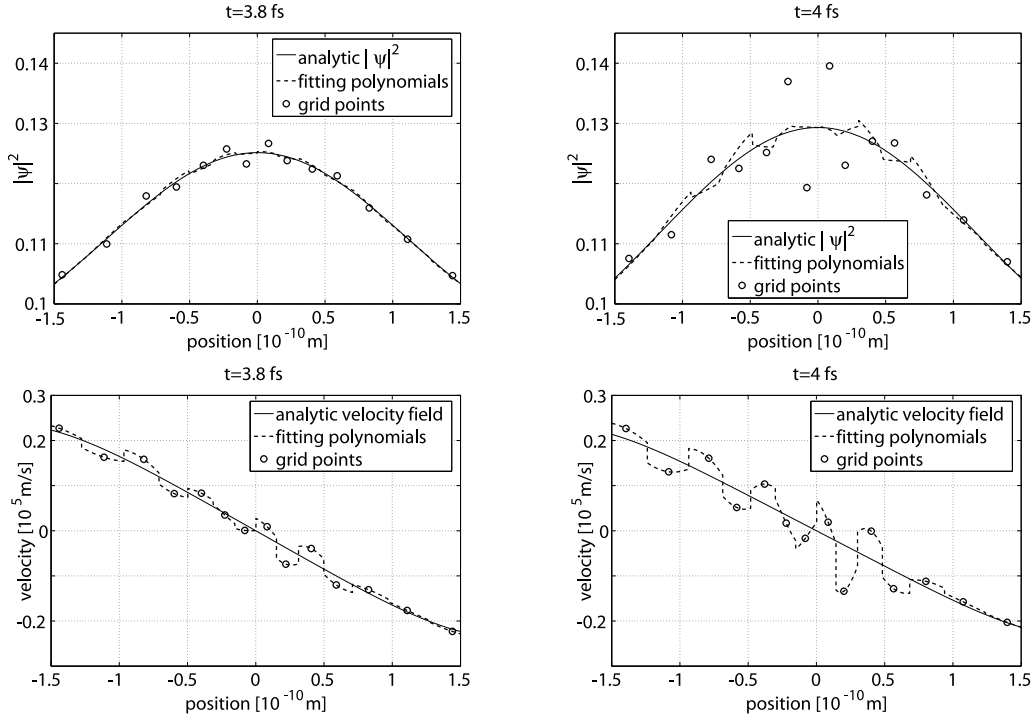 t=3.8 fs
0.14
0.13
0.11
0.1
|ψ|²
analytic |ψ|²
fitting polynomials
grid points
-1.5 -1 -0.5 0 0.5 1 1.5
position [10⁻¹⁰m]
t=4 fs
0.14
0.13
0.11
0.1
|ψ|²
analytic |ψ|²
fitting polynomials
grid points
-1.5 -1 -0.5 0 0.5 1 1.5
position [10⁻¹⁰m]
t=3.8 fs
0.3
0.2
0
-0.2
velocity [10⁵m/s]
analytic velocity field
fitting polynomials
grid points
-1.5 -1 -0.5 0 0.5 1 1.5
position [10⁻¹⁰m]
t=4 fs
0.3
0.2
0
-0.2
velocity [10⁵m/s]
analytic velocity field
fitting polynomials
grid points
-1.5 -1 -0.5 0 0.5 1 1.5
position [10⁻¹⁰m]